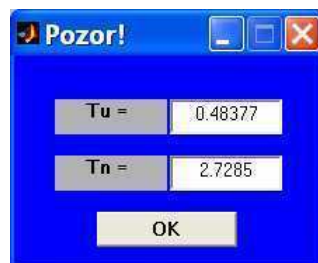 Pozor!
Tu = 0.48377
Tn = 2.7285
OK